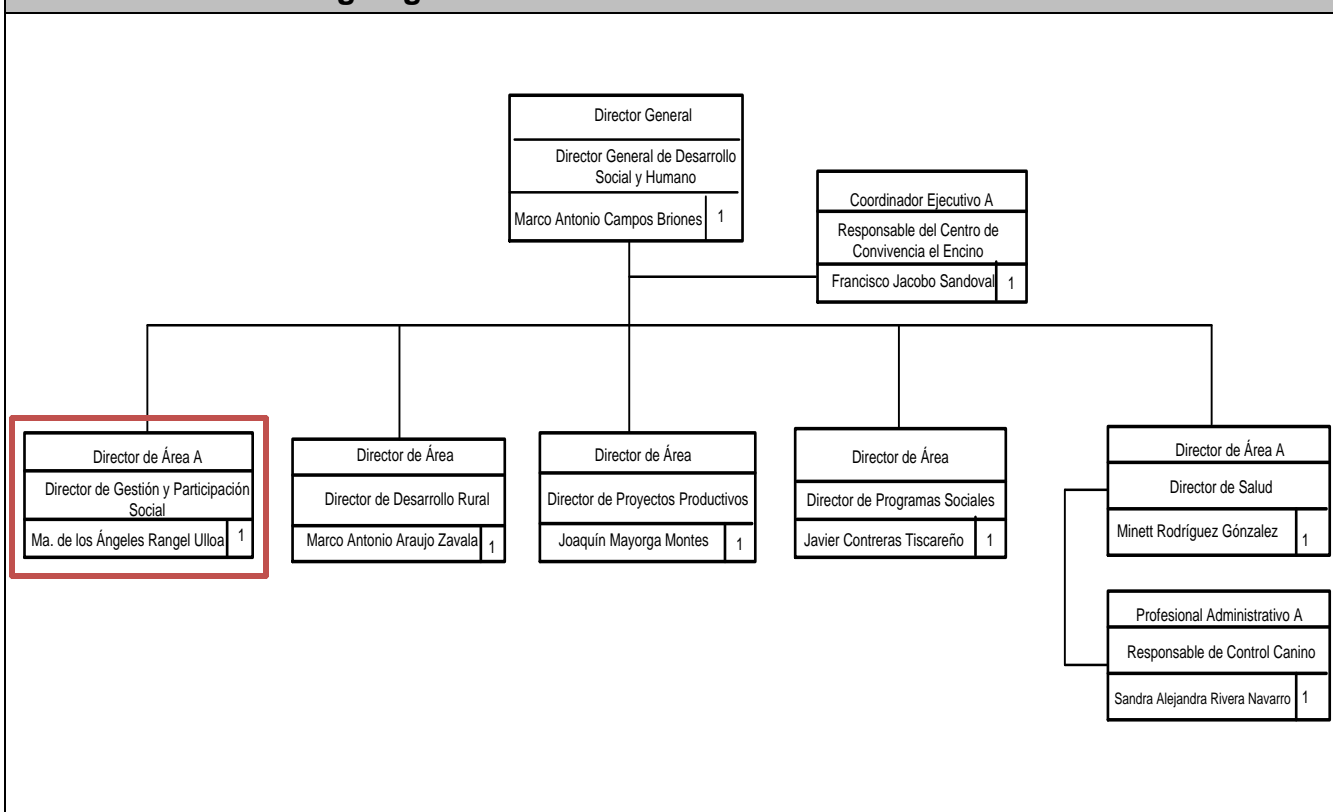 Director General
Director General de Desarrollo
Social y Humano
Marco Antonio Campos Briones 1
Coordinador Ejecutivo A
Responsable del Centro de
Convivencia el Encino
Francisco Jacobo Sandoval 1
Director de Área A
Director de Gestión y Participación
Social
Ma. de los Ángeles Rangel Ulloa 1
Director de Área
Director de Desarrollo Rural
Marco Antonio Araujo Zavala 1
Director de Área
Director de Proyectos Productivos
Joaquín Mayorga Montes 1
Director de Área
Director de Programas Sociales
Javier Contreras Tiscareño 1
Director de Área A
Director de Salud
Minett Rodríguez Gónzalez 1
Profesional Administrativo A
Responsable de Control Canino
Sandra Alejandra Rivera Navarro 1